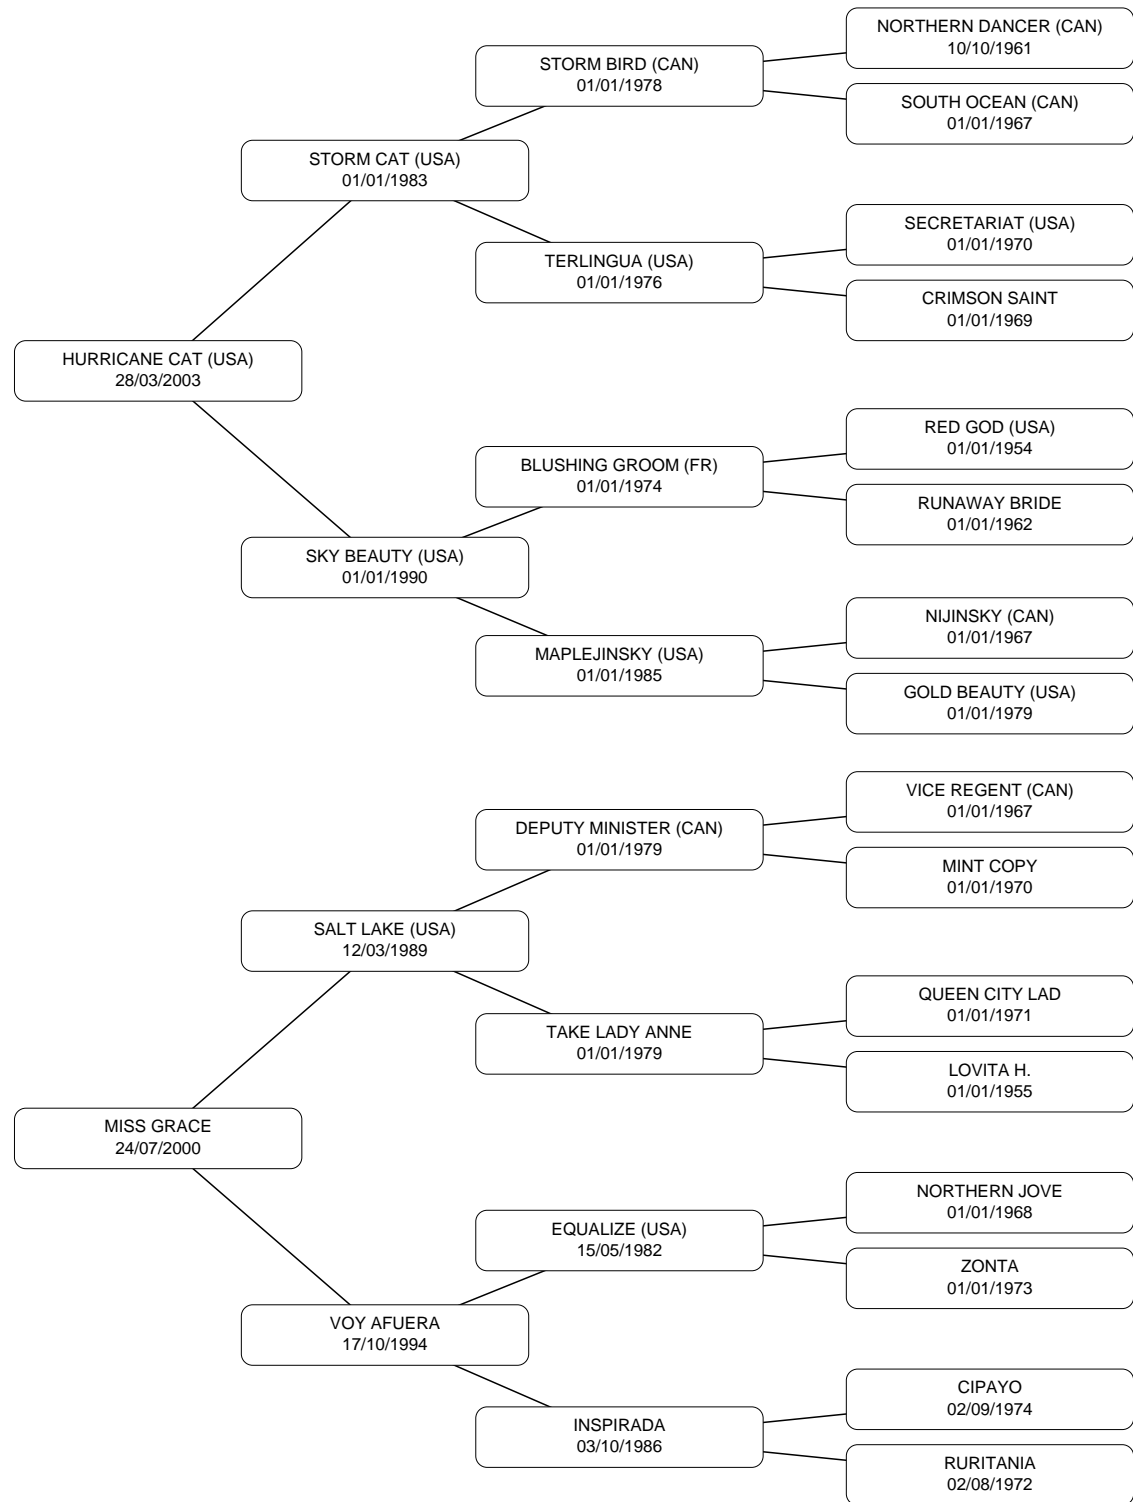 NORTHERN DANCER (CAN)
10/10/1961
STORM BIRD (CAN)
01/01/1978
SOUTH OCEAN (CAN)
01/01/1967
STORM CAT (USA)
01/01/1983
SECRETARIAT (USA)
01/01/1970
TERLINGUA (USA)
01/01/1976
CRIMSON SAINT
01/01/1969
HURRICANE CAT (USA)
28/03/2003
RED GOD (USA)
01/01/1954
BLUSHING GROOM (FR)
01/01/1974
RUNAWAY BRIDE
01/01/1962
SKY BEAUTY (USA)
01/01/1990
NIJINSKY (CAN)
01/01/1967
MAPLEJINSKY (USA)
01/01/1985
GOLD BEAUTY (USA)
01/01/1979
VICE REGENT (CAN)
01/01/1967
DEPUTY MINISTER (CAN)
01/01/1979
MINT COPY
01/01/1970
SALT LAKE (USA)
12/03/1989
QUEEN CITY LAD
01/01/1971
TAKE LADY ANNE
01/01/1979
LOVITA H.
01/01/1955
MISS GRACE
24/07/2000
NORTHERN JOVE
01/01/1968
EQUALIZE (USA)
15/05/1982
ZONTA
01/01/1973
VOY AFUERA
17/10/1994
CIPAYO
02/09/1974
INSPIRADA
03/10/1986
RURITANIA
02/08/1972